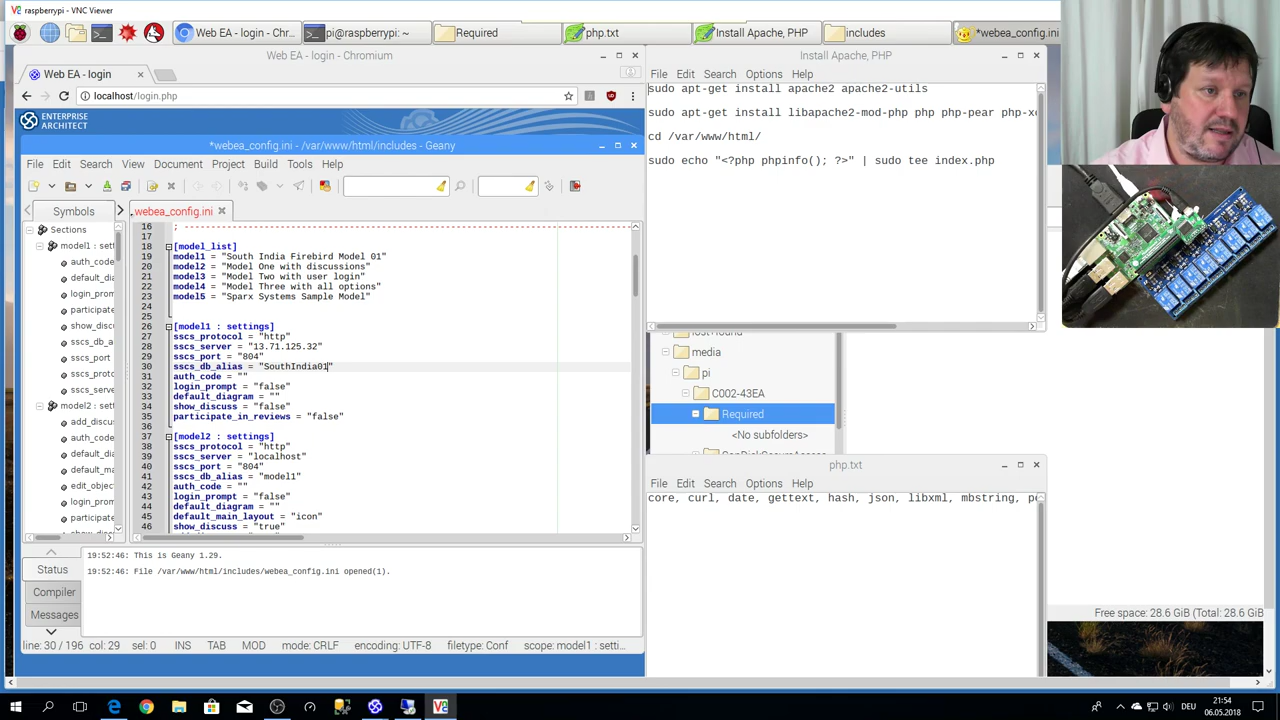 raspberrypi - VNC Viewer
Web EA - login - Chr...
pi@raspberrypi: ~
Required
php.txt
Install Apache, PHP
includes
*webea_config.ini
Web EA - login - Chromium
Web EA - login
localhost/login.php
ENTERPRISE
ARCHITECT
*webea_config.ini - /var/www/html/includes - Geany
File Edit Search View Document Project Build Tools Help
Symbols
webea_config.ini
Sections
model1 : set
auth_code
default_dia
login_prom
participate
show_discu
sscs_db_a
sscs_port
sscs_proto
sscs_serve
model2 : set
add_discus
auth_code
default_dia
default_ma
edit_object
login_prom
participate
16 ; 
17
18 [model_list]
19 model1 = "South India Firebird Model 01"
20 model2 = "Model One with discussions"
21 model3 = "Model Two with user login"
22 model4 = "Model Three with all options"
23 model5 = "Sparx Systems Sample Model"
24
25
26 [model1 : settings]
27 sscs_protocol = "http"
28 sscs_server = "13.71.125.32"
29 sscs_port = "804"
30 sscs_db_alias = "SouthIndia01"
31 auth_code = ""
32 login_prompt = "false"
33 default_diagram = ""
34 show_discuss = "false"
35 participate_in_reviews = "false"
36
37 [model2 : settings]
38 sscs_protocol = "http"
39 sscs_server = "localhost"
40 sscs_port = "804"
41 sscs_db_alias = "model1"
42 auth_code = ""
43 login_prompt = "false"
44 default_diagram = ""
45 default_main_layout = "icon"
46 show_discuss = "true"
Status
Compiler
Messages
19:52:46: This is Geany 1.29.
19:52:46: File /var/www/html/includes/webea_config.ini opened(1).
line: 30 / 196 col: 29 sel: 0 INS TAB MOD mode: CRLF encoding: UTF-8 filetype: Conf scope: model1 : setti...
Install Apache, PHP
File Edit Search Options Help
sudo apt-get install apache2 apache2-utils
sudo apt-get install libapache2-mod-php php php-pear php-xc
cd /var/www/html/
sudo echo "<?php phpinfo(); ?>" | sudo tee index.php
media
pi
C002-43EA
Required
<No subfolders>
php.txt
File Edit Search Options Help
core, curl, date, gettext, hash, json, libxml, mbstring, p
Free space: 28.6 GiB (Total: 28.6 GiB
DEU
21:54
06.05.2018